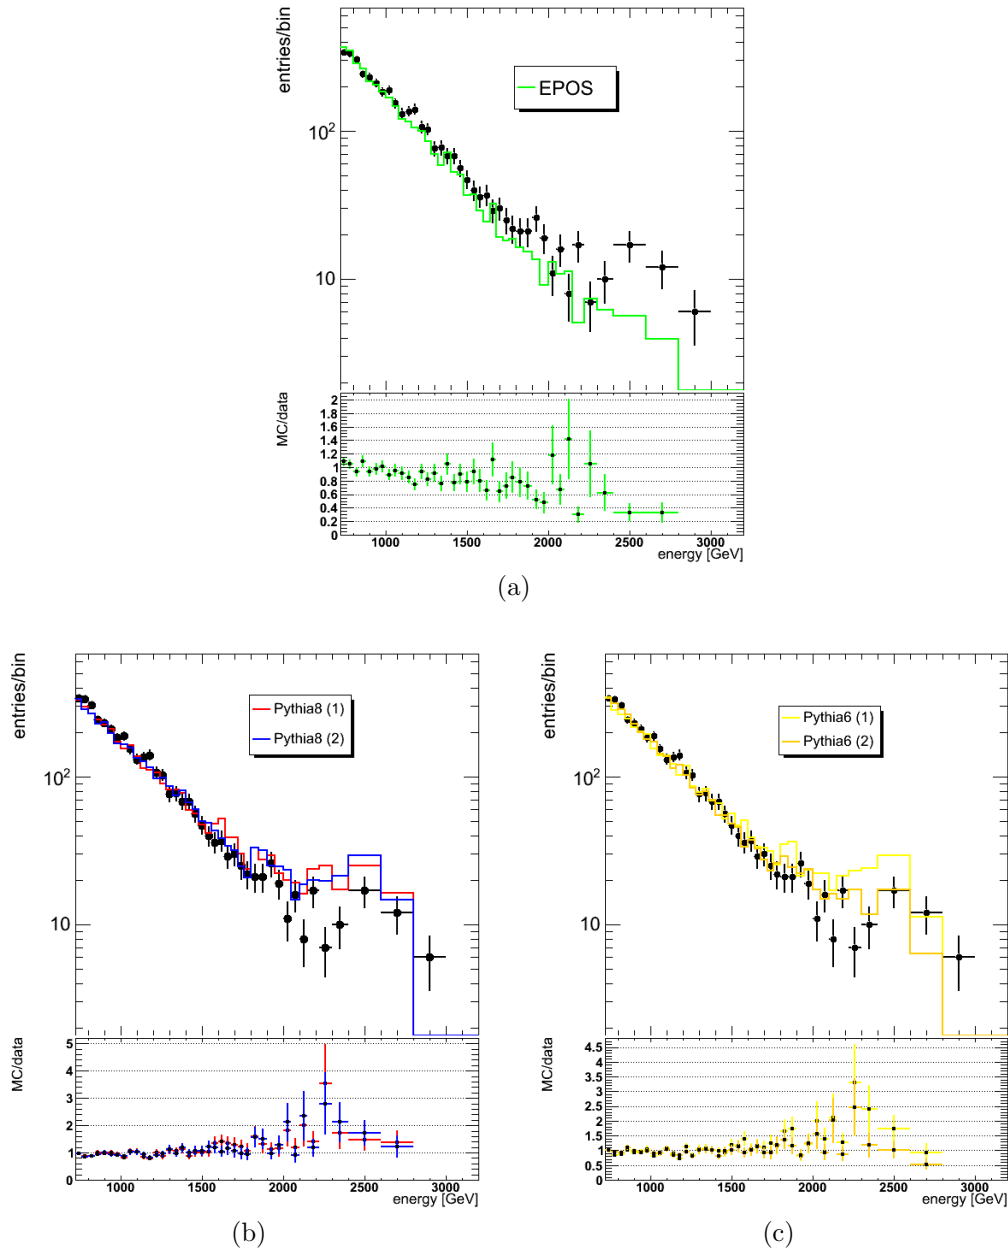 entries/bin
EPOS
10²
10
MC/data
2
1.8
1.6
1.4
1.2
1
0.8
0.6
0.4
0.2
0
1000 1500 2000 2500 3000
energy [GeV]
(a)
entries/bin
Pythia8 (1)
Pythia8 (2)
10²
10
MC/data
5
4
3
2
1
0
1000 1500 2000 2500 3000
energy [GeV]
(b)
entries/bin
Pythia6 (1)
Pythia6 (2)
10²
10
MC/data
4.5
4
3.5
3
2.5
2
1.5
1
0.5
0
1000 1500 2000 2500 3000
energy [GeV]
(c)